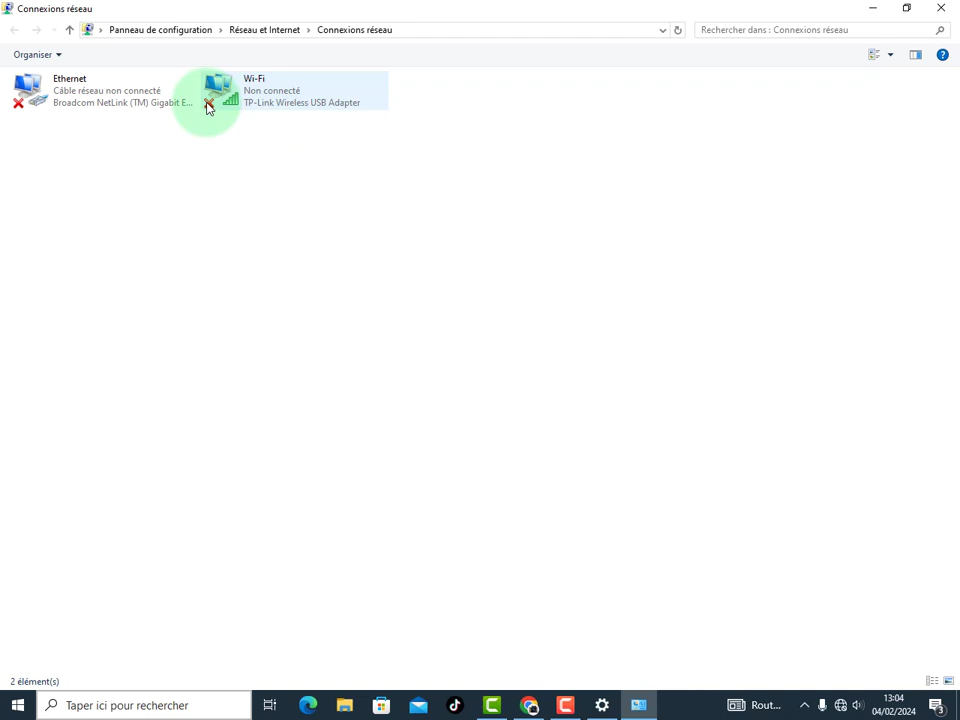 Connexions réseau
Panneau de configuration
Réseau et Internet
Connexions réseau
Rechercher dans : Connexions réseau
Organiser
Ethernet
Câble réseau non connecté
Broadcom NetLink (TM) Gigabit E...
Wi-Fi
Non connecté
TP-Link Wireless USB Adapter
2 élément(s)
Taper ici pour rechercher
Rout...
13:04
04/02/2024
3